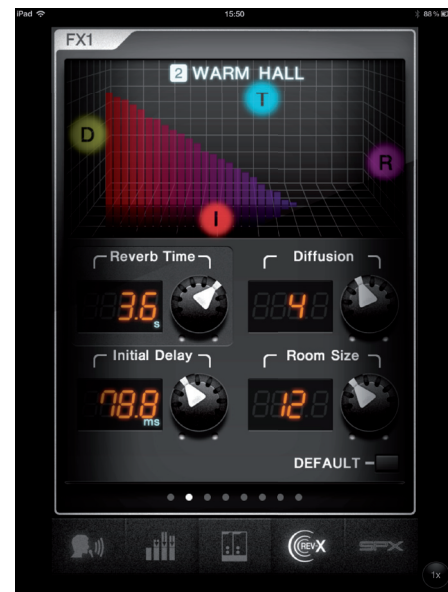 iPad 15:50 88%
FX1
2 WARM HALL
T
D
R
I
Reverb Time Diffusion
3.6 s 4
Initial Delay Room Size
78.8 ms 12
DEFAULT
REV-X SPX
1x